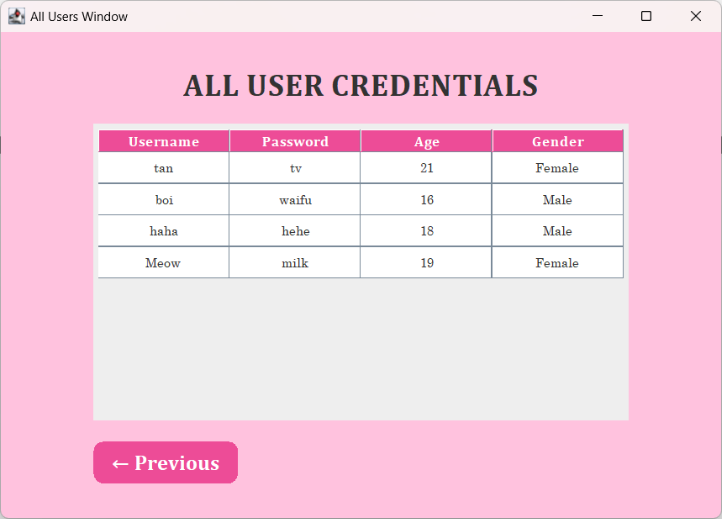 All Users Window
ALL USER CREDENTIALS
Username Password Age Gender
tan tv 21 Female
boi waifu 16 Male
haha hehe 18 Male
Meow milk 19 Female
← Previous